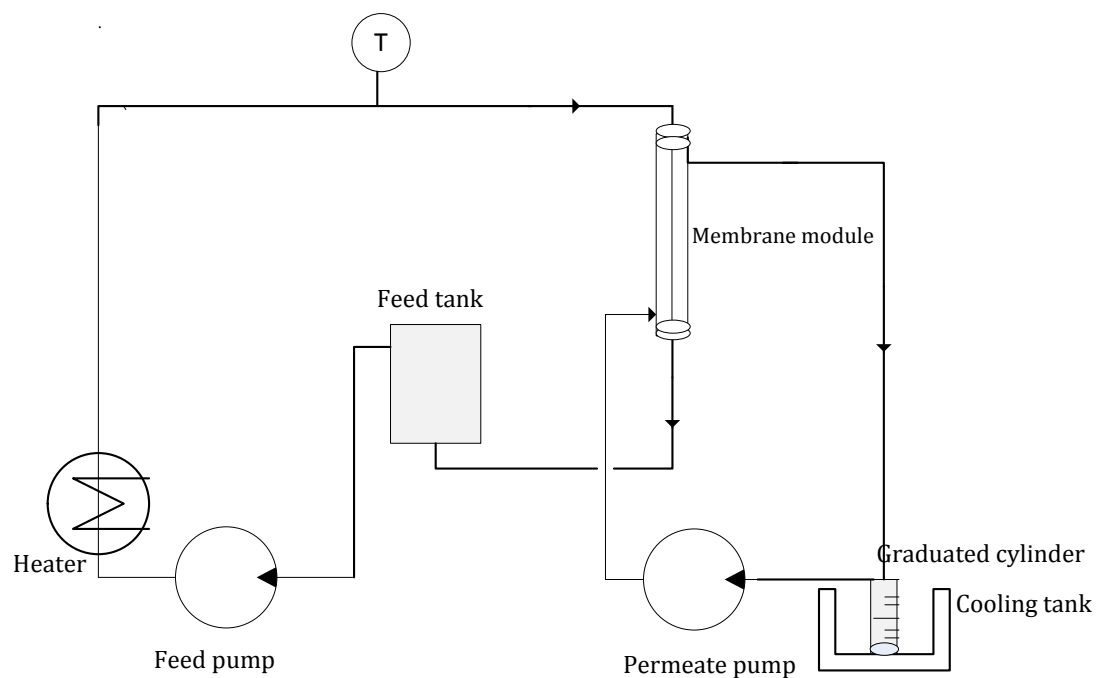 T
Membrane module
Feed tank
Graduated cylinder
Heater
Cooling tank
Feed pump
Permeate pump